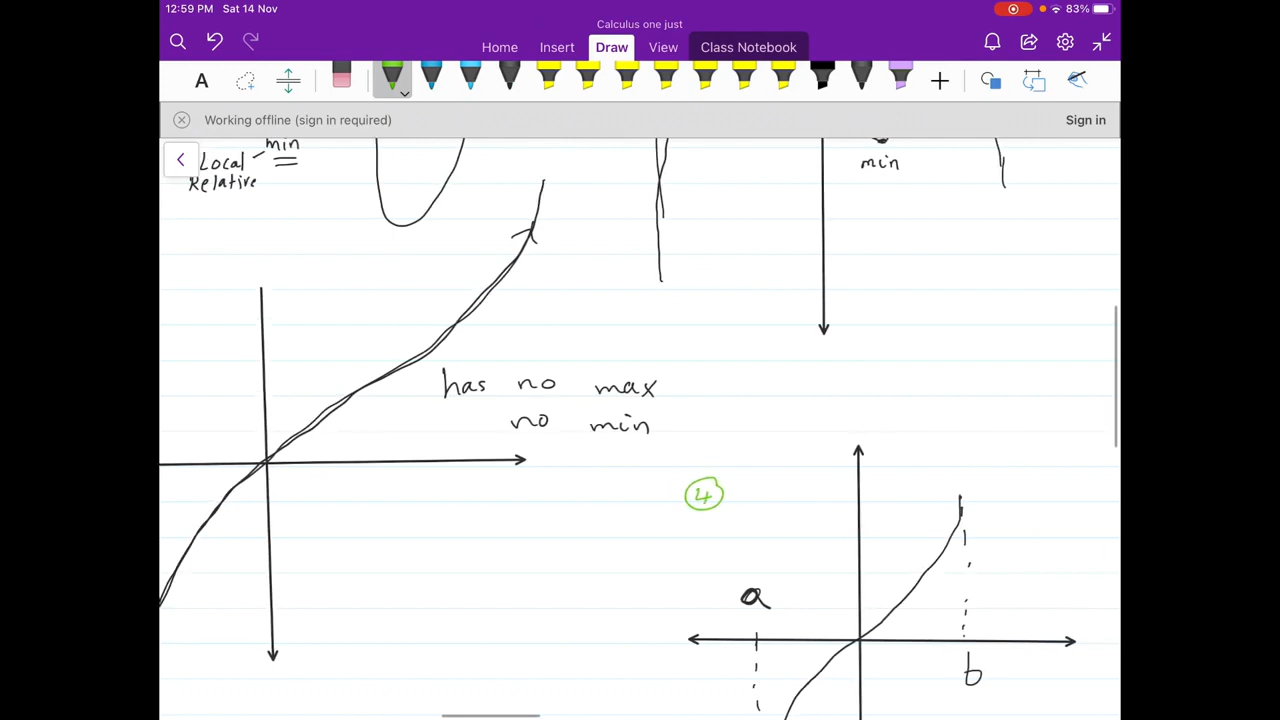 12:59 PM Sat 14 Nov
83%
Calculus one just
Home Insert Draw View Class Notebook
A
Working offline (sign in required)
Sign in
min
Local
Relative
min
has no max
no min
4
a
b